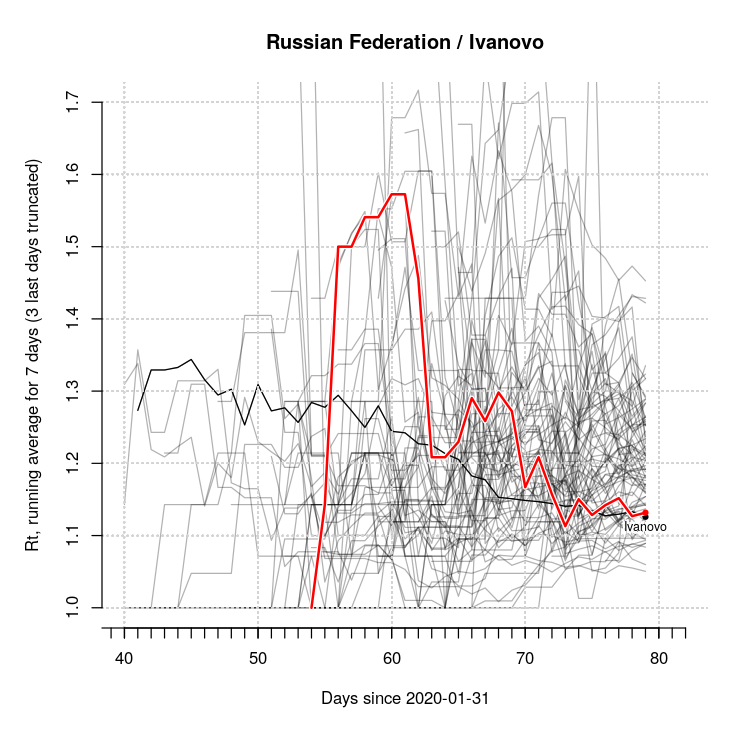 Russian Federation / Ivanovo
Rt, running average for 7 days (3 last days truncated)
1.7
1.6
1.5
1.4
1.3
1.2
1.1
1.0
Ivanovo
40 50 60 70 80
Days since 2020-01-31